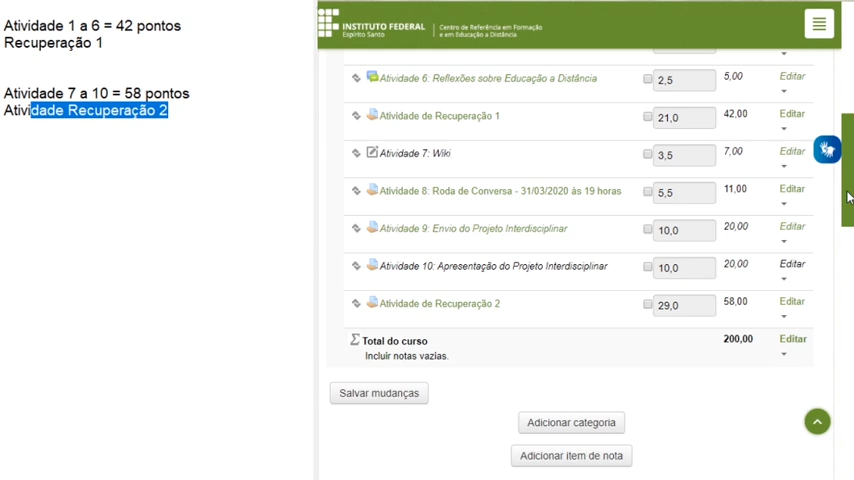 Atividade 1 a 6 = 42 pontos
Recuperação 1
Atividade 7 a 10 = 58 pontos
Atividade Recuperação 2
INSTITUTO FEDERAL
Espírito Santo
Centro de Referência em Formação
e em Educação a Distância
Atividade 6: Reflexões sobre Educação a Distância 2,5 5,00 Editar
Atividade de Recuperação 1 21,0 42,00 Editar
Atividade 7: Wiki 3,5 7,00 Editar
Atividade 8: Roda de Conversa - 31/03/2020 às 19 horas 5,5 11,00 Editar
Atividade 9: Envio do Projeto Interdisciplinar 10,0 20,00 Editar
Atividade 10: Apresentação do Projeto Interdisciplinar 10,0 20,00 Editar
Atividade de Recuperação 2 29,0 58,00 Editar
Total do curso 200,00 Editar
Incluir notas vazias.
Salvar mudanças
Adicionar categoria
Adicionar item de nota